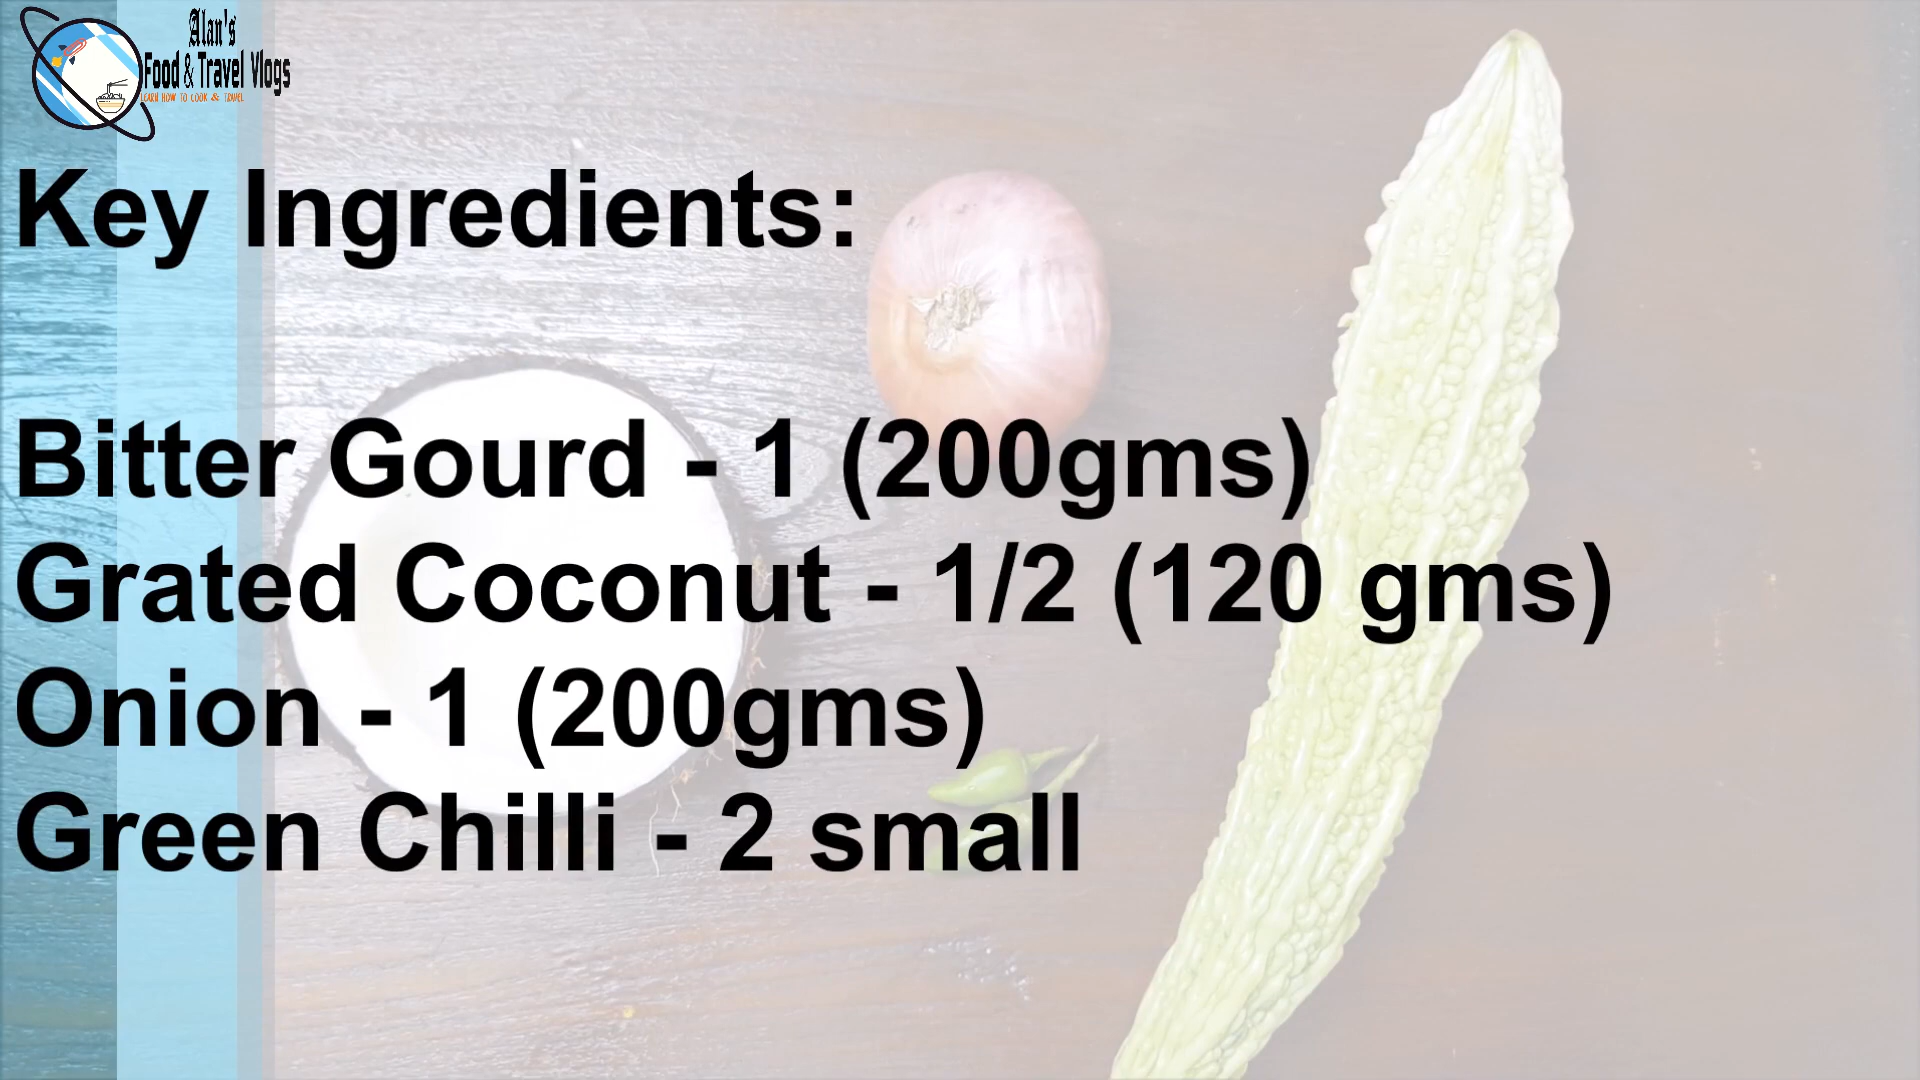 Alan's
Food & Travel Vlogs
LEARN HOW TO COOK & TRAVEL
Key Ingredients:
Bitter Gourd - 1 (200gms)
Grated Coconut - 1/2 (120 gms)
Onion - 1 (200gms)
Green Chilli - 2 small